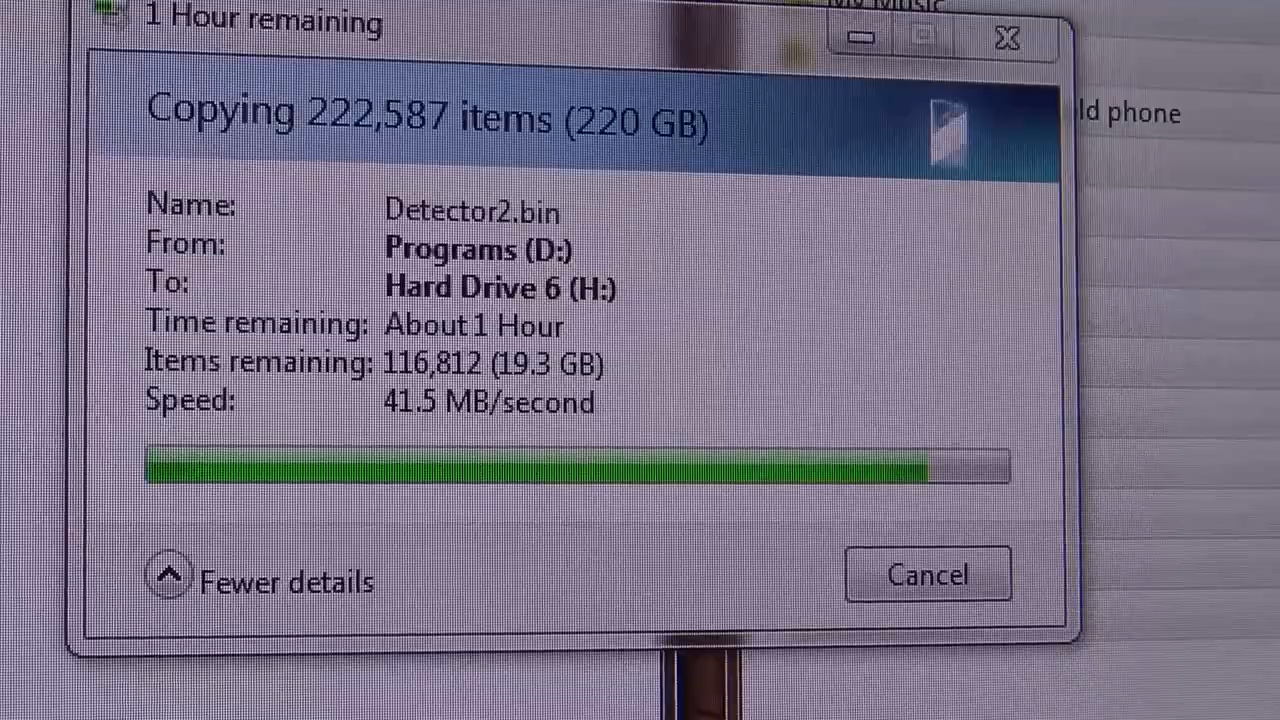 My Music
1 Hour remaining
Copying 222,587 items (220 GB)
ld phone
Name: Detector2.bin
From: Programs (D:)
To: Hard Drive 6 (H:)
Time remaining: About 1 Hour
Items remaining: 116,812 (19.3 GB)
Speed: 41.5 MB/second
Fewer details
Cancel